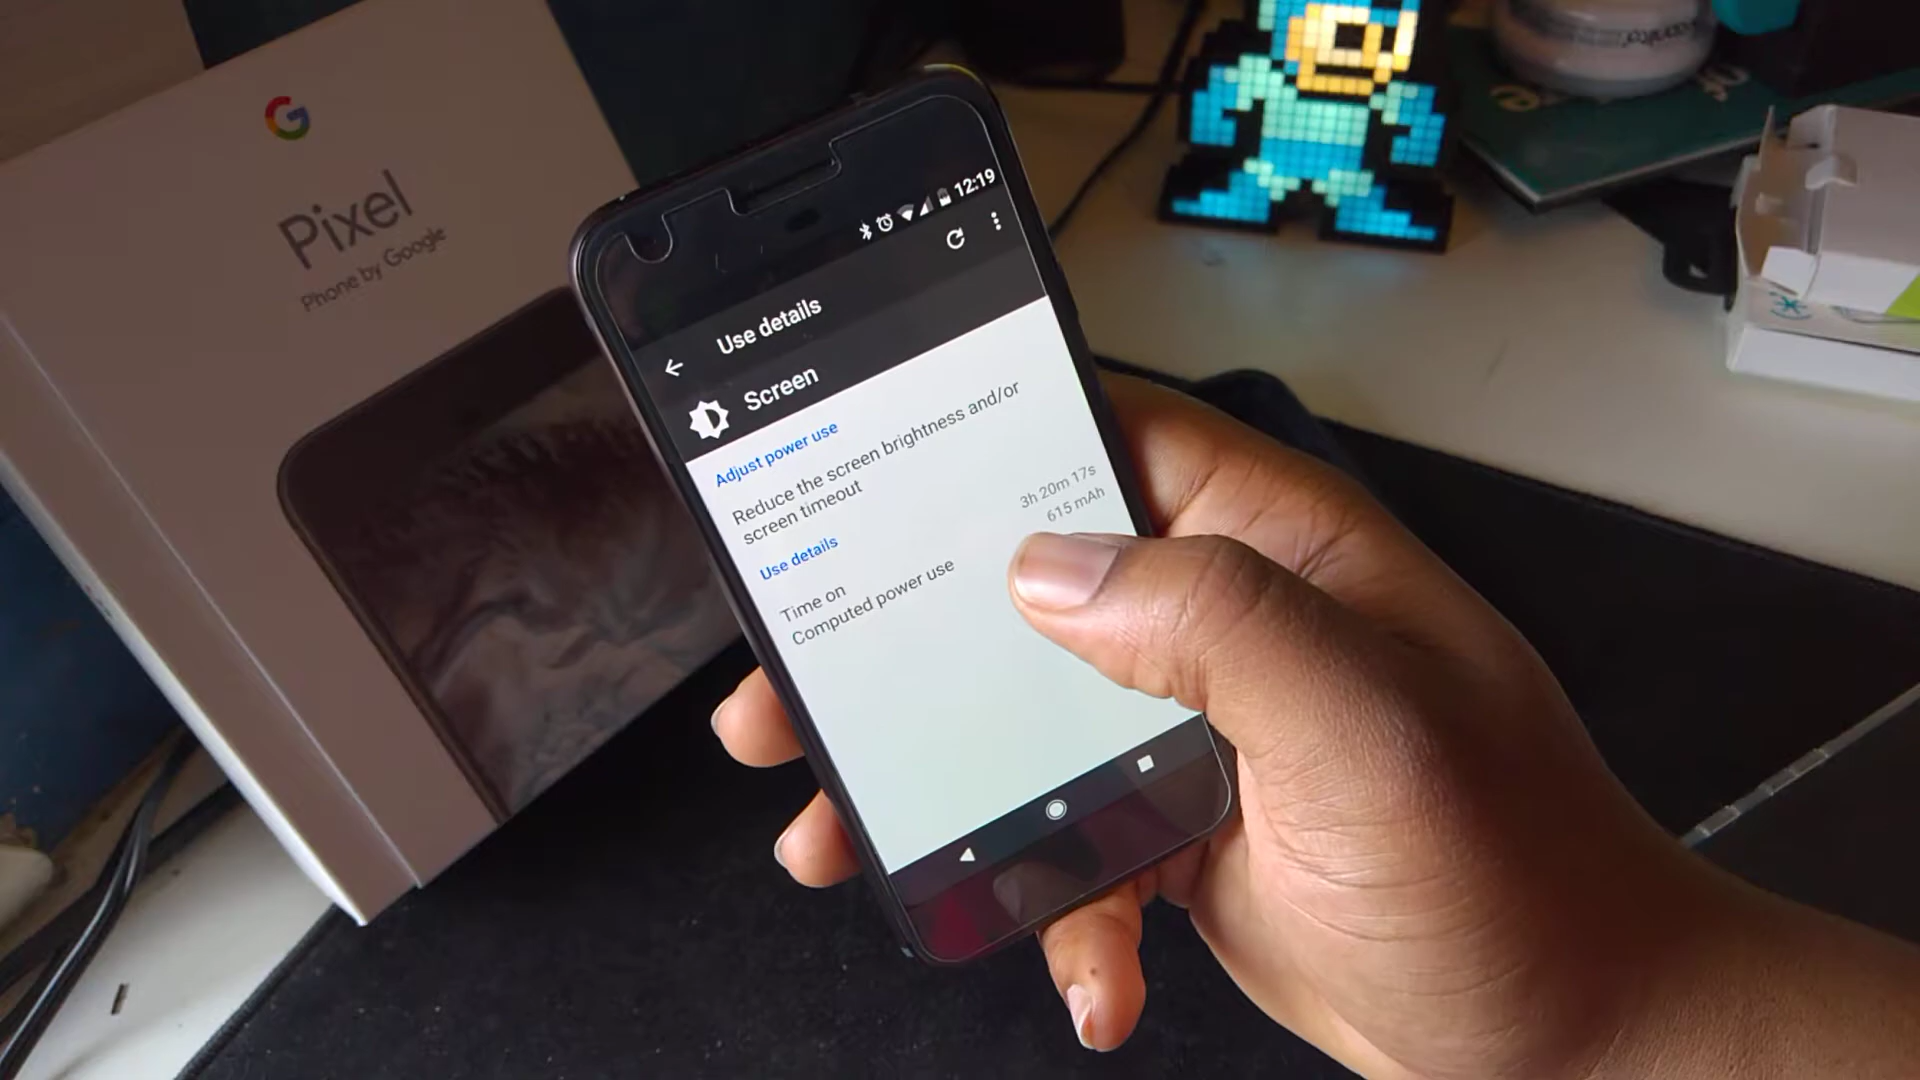 G
Pixel
Phone by Google
12:19
Use details
Screen
Adjust power use
Reduce the screen brightness and/or
screen timeout
Use details
Time on 3h 20m 17s
Computed power use 615 mAh